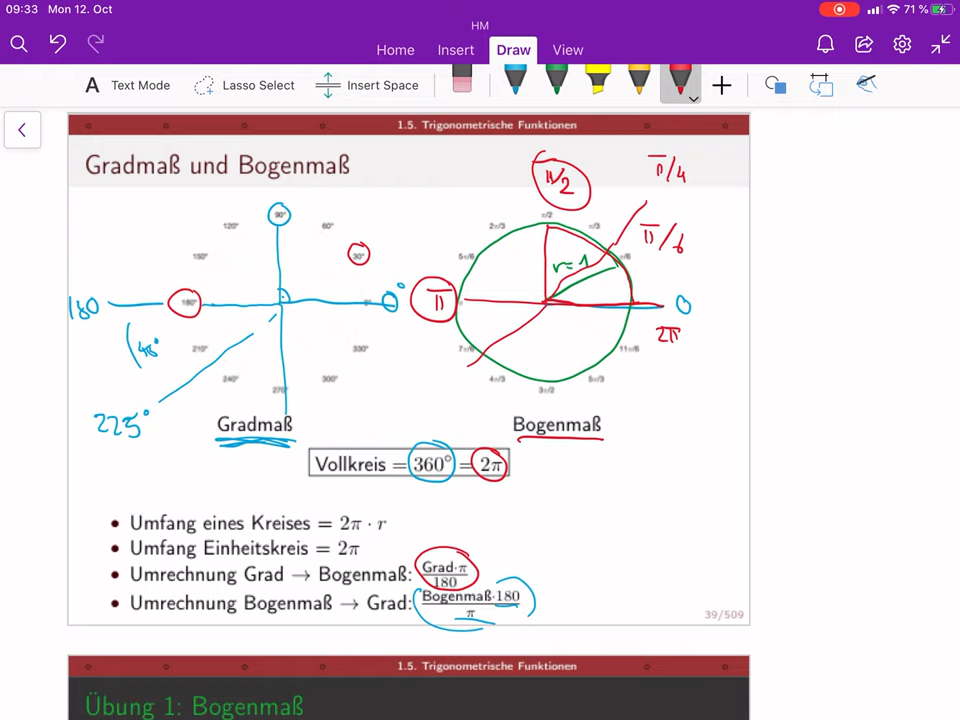 09:33 Mon 12. Oct 71 %
HM
Home Insert Draw View
A Text Mode Lasso Select Insert Space
1.5. Trigonometrische Funktionen
Gradmaß und Bogenmaß
π/2
π/4
π/6
90°
120° 60°
150° 30°
180 180° 0° 0°
210° 330°
240° 300°
270°
45°
225°
π/2
2π/3 π/3
5π/6 π/6
r=1
π 0
2π
7π/6 11π/6
4π/3 5π/3
3π/2
Gradmaß Bogenmaß
Vollkreis = 360° = 2π
• Umfang eines Kreises = 2π · r
• Umfang Einheitskreis = 2π
• Umrechnung Grad → Bogenmaß: Grad·π/180
• Umrechnung Bogenmaß → Grad: Bogenmaß·180/π
39/509
1.5. Trigonometrische Funktionen
Übung 1: Bogenmaß